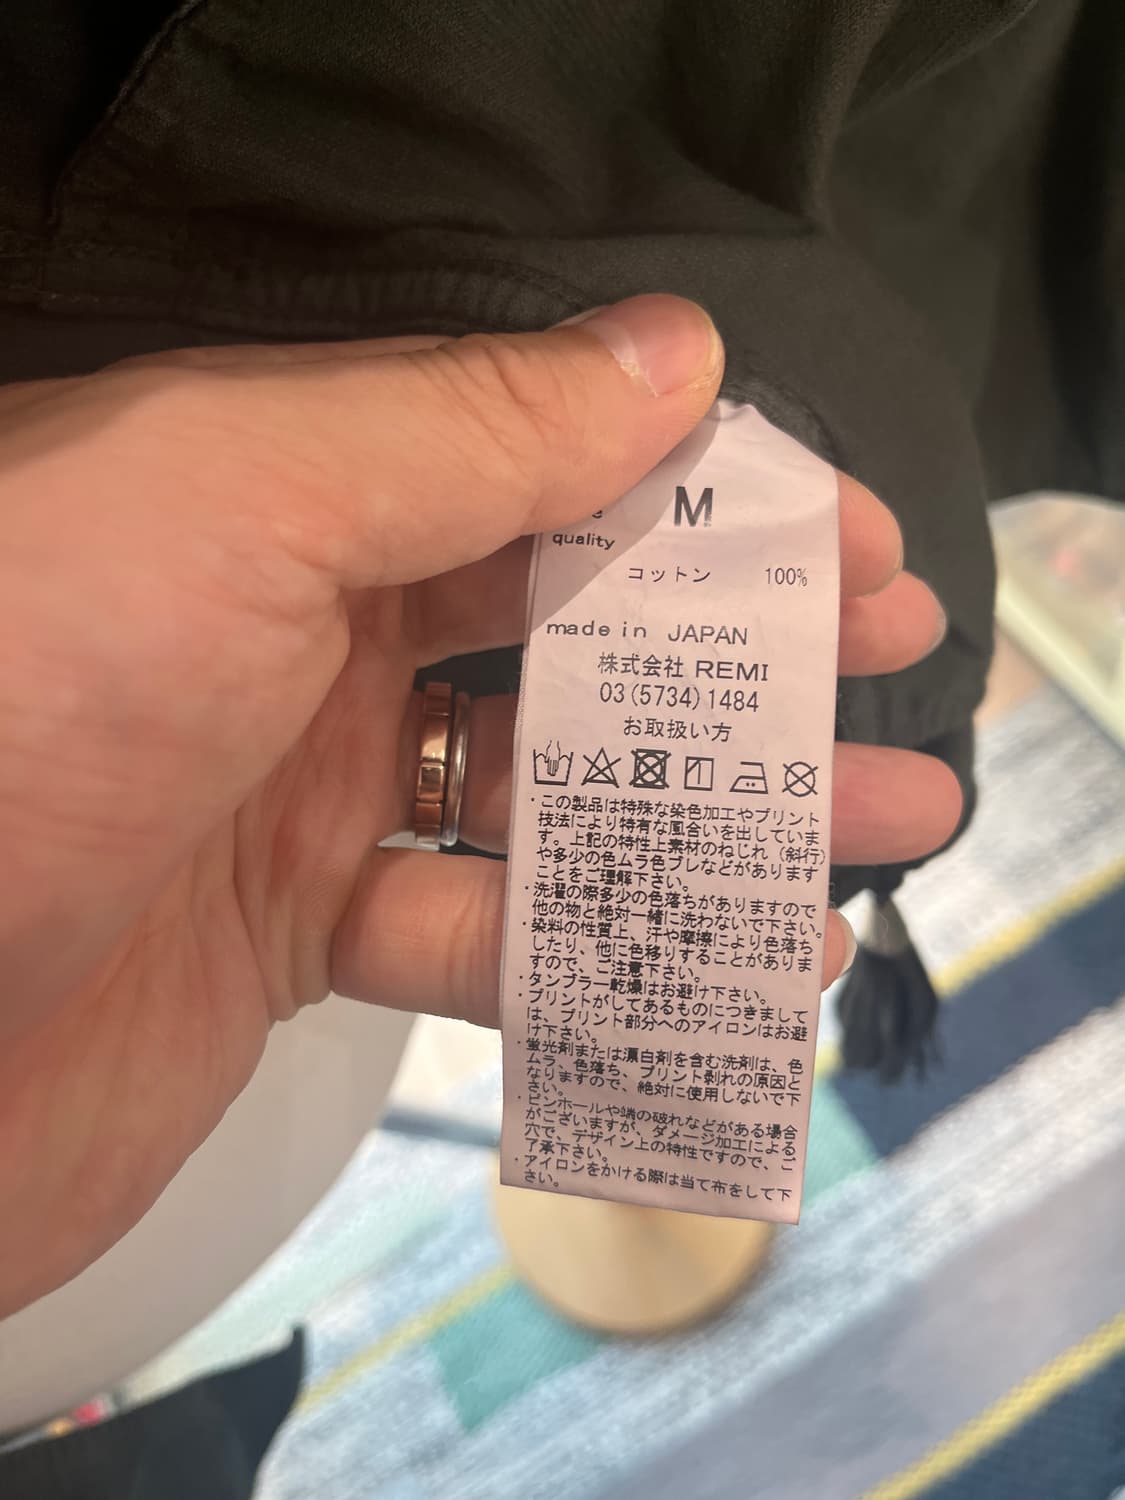 M
quality
コットン 100%
made in JAPAN
株式会社 REMI
03(5734)1484
お取扱い方
・この製品は特殊な染色加工やプリント
技法により特有な風合いを出していま
す。上記の特性上素材のねじれ（斜行）
や多少の色ムラ色ブレなどがあります
ことをご理解下さい。
・洗濯の際多少の色落ちがありますので
他の物と絶対一緒に洗わないで下さい。
・染料の性質上、汗や摩擦により色落ち
したり、他に色移りすることがありま
すので、ご注意下さい。
・タンブラー乾燥はお避け下さい。
・プリントがしてあるものにつきまして
は、プリント部分へのアイロンはお避
け下さい。
・蛍光剤または漂白剤を含む洗剤は、色
ムラ、色落ち、プリント剥れの原因と
なりますので、絶対に使用しないで下
さい。
・ピンホールや端の破れなどがある場合
がございますが、ダメージ加工による
穴で、デザイン上の特性ですので、ご
了承下さい。
・アイロンをかける際は当て布をして下
さい。